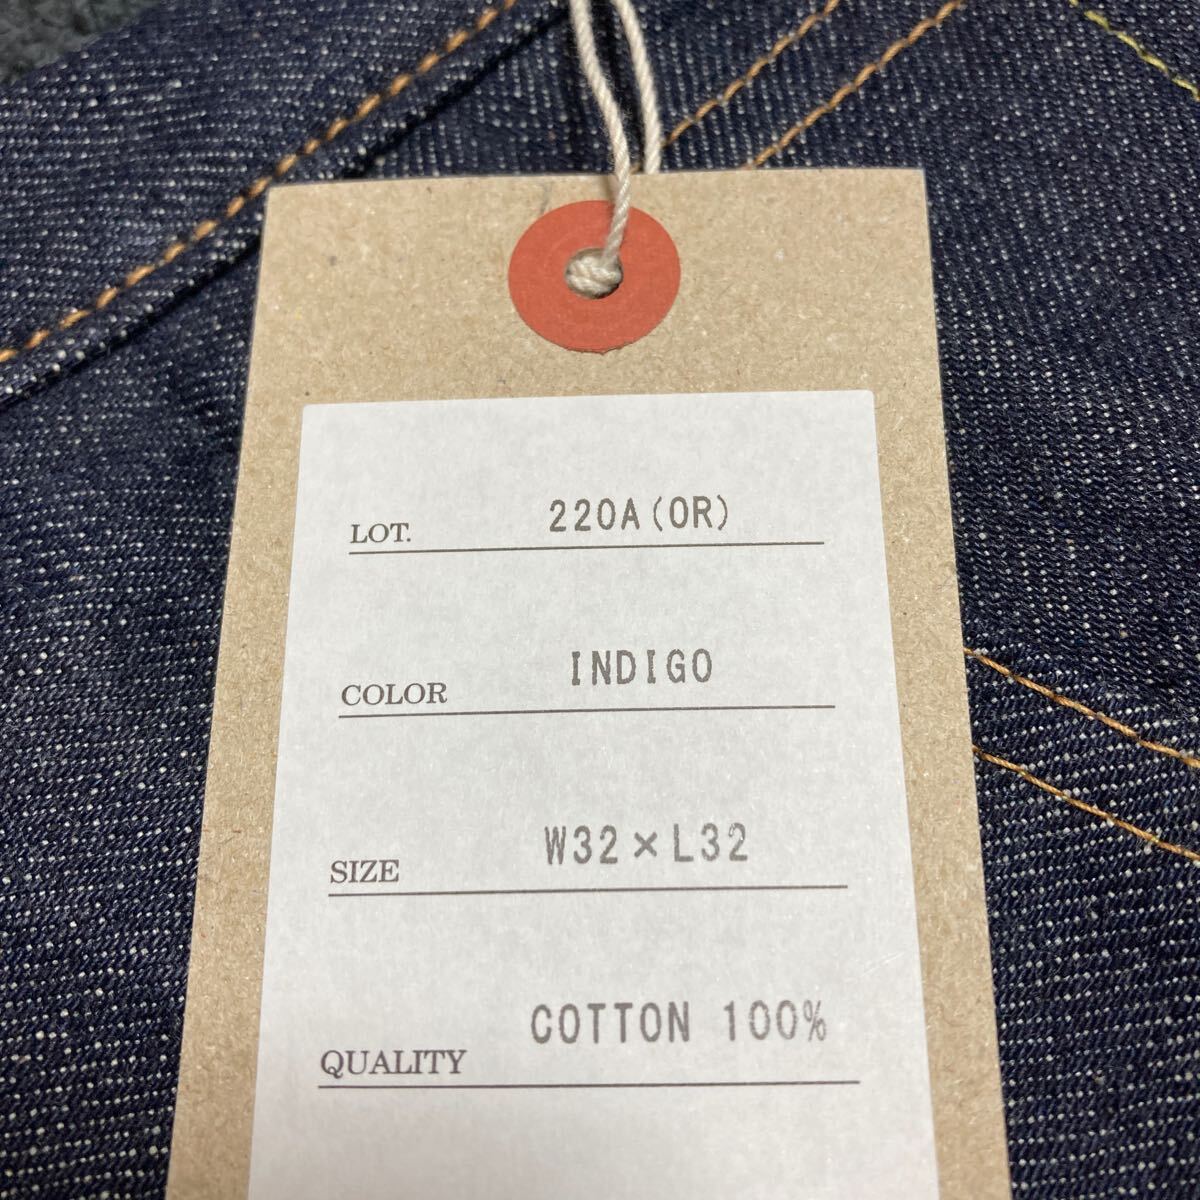 LOT. 220A(OR)
COLOR INDIGO
SIZE W32×L32
QUALITY COTTON 100%